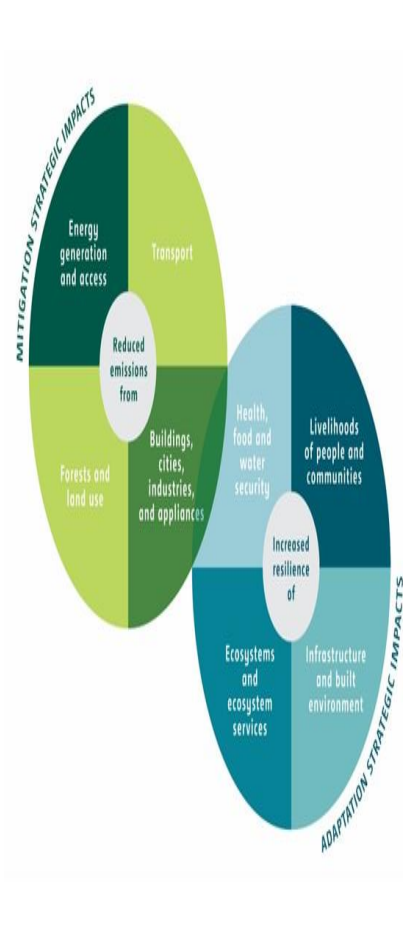 MITIGATION STRATEGIC IMPACTS
Energy
generation
and access
Transport
Reduced
emissions
from
Forests and
land use
Buildings,
cities,
industries,
and appliances
Health,
food and
water
security
Livelihoods
of people and
communities
Increased
resilience
of
Ecosystems
and
ecosystem
services
Infrastructure
and built
environment
ADAPTATION STRATEGIC IMPACTS